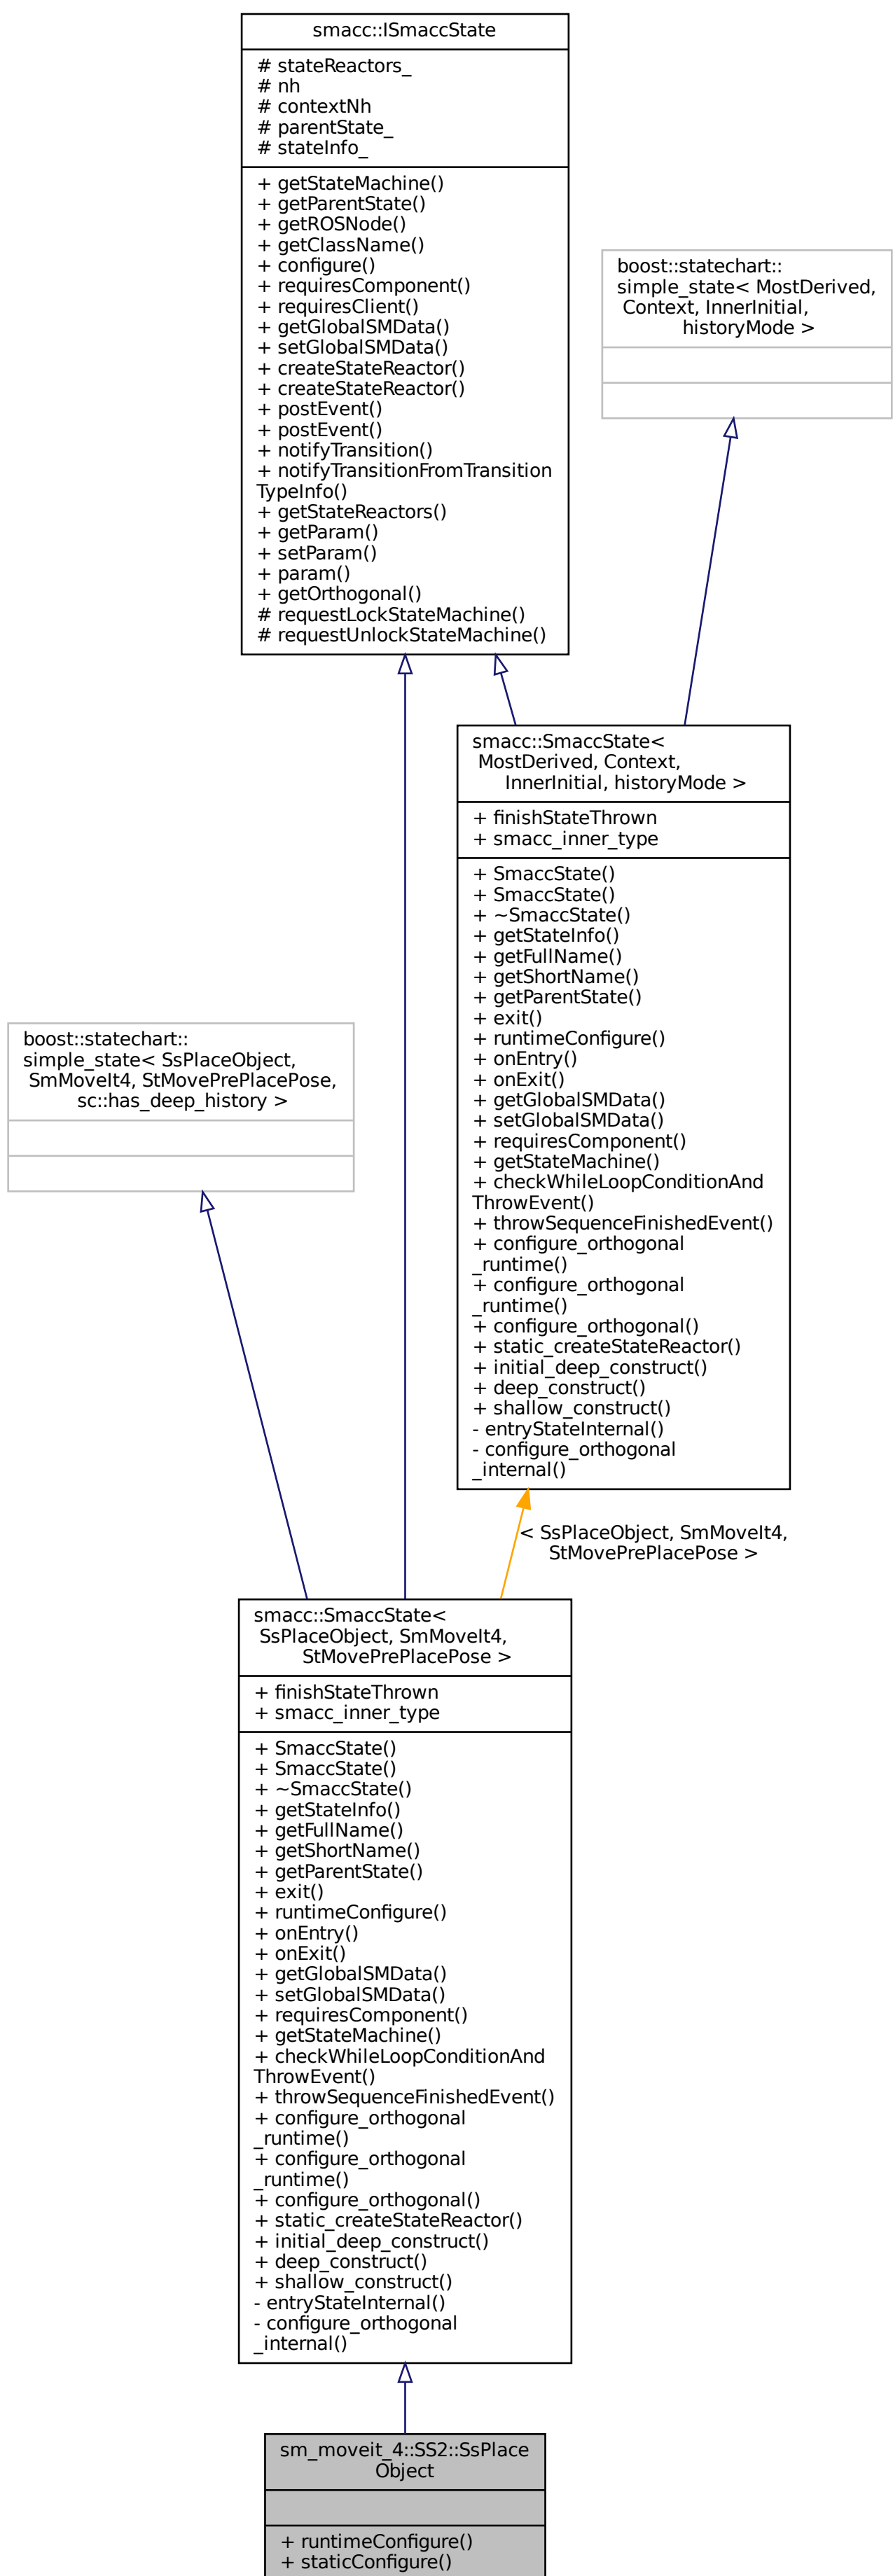 smacc::ISmaccState
# stateReactors_
# nh
# contextNh
# parentState_
# stateInfo_
+ getStateMachine()
+ getParentState()
+ getROSNode()
+ getClassName()
+ configure()
+ requiresComponent()
+ requiresClient()
+ getGlobalSMData()
+ setGlobalSMData()
+ createStateReactor()
+ createStateReactor()
+ postEvent()
+ postEvent()
+ notifyTransition()
+ notifyTransitionFromTransition
TypeInfo()
+ getStateReactors()
+ getParam()
+ setParam()
+ param()
+ getOrthogonal()
# requestLockStateMachine()
# requestUnlockStateMachine()
boost::statechart::
simple_state< MostDerived,
Context, InnerInitial,
historyMode >
smacc::SmaccState<
MostDerived, Context,
InnerInitial, historyMode >
+ finishStateThrown
+ smacc_inner_type
+ SmaccState()
+ SmaccState()
+ ~SmaccState()
+ getStateInfo()
+ getFullName()
+ getShortName()
+ getParentState()
+ exit()
+ runtimeConfigure()
+ onEntry()
+ onExit()
+ getGlobalSMData()
+ setGlobalSMData()
+ requiresComponent()
+ getStateMachine()
+ checkWhileLoopConditionAnd
ThrowEvent()
+ throwSequenceFinishedEvent()
+ configure_orthogonal
_runtime()
+ configure_orthogonal
_runtime()
+ configure_orthogonal()
+ static_createStateReactor()
+ initial_deep_construct()
+ deep_construct()
+ shallow_construct()
- entryStateInternal()
- configure_orthogonal
_internal()
boost::statechart::
simple_state< SsPlaceObject,
SmMoveIt4, StMovePrePlacePose,
sc::has_deep_history >
< SsPlaceObject, SmMoveIt4,
StMovePrePlacePose >
smacc::SmaccState<
SsPlaceObject, SmMoveIt4,
StMovePrePlacePose >
+ finishStateThrown
+ smacc_inner_type
+ SmaccState()
+ SmaccState()
+ ~SmaccState()
+ getStateInfo()
+ getFullName()
+ getShortName()
+ getParentState()
+ exit()
+ runtimeConfigure()
+ onEntry()
+ onExit()
+ getGlobalSMData()
+ setGlobalSMData()
+ requiresComponent()
+ getStateMachine()
+ checkWhileLoopConditionAnd
ThrowEvent()
+ throwSequenceFinishedEvent()
+ configure_orthogonal
_runtime()
+ configure_orthogonal
_runtime()
+ configure_orthogonal()
+ static_createStateReactor()
+ initial_deep_construct()
+ deep_construct()
+ shallow_construct()
- entryStateInternal()
- configure_orthogonal
_internal()
sm_moveit_4::SS2::SsPlace
Object
+ runtimeConfigure()
+ staticConfigure()